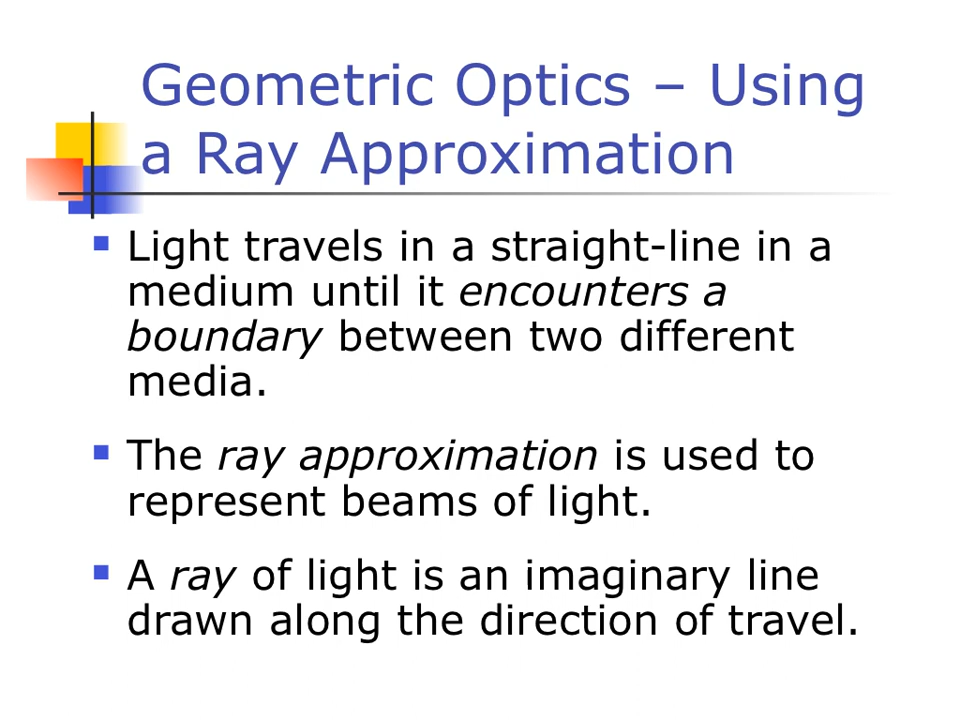 Geometric Optics – Using
a Ray Approximation
Light travels in a straight-line in a
medium until it encounters a
boundary between two different
media.
The ray approximation is used to
represent beams of light.
A ray of light is an imaginary line
drawn along the direction of travel.